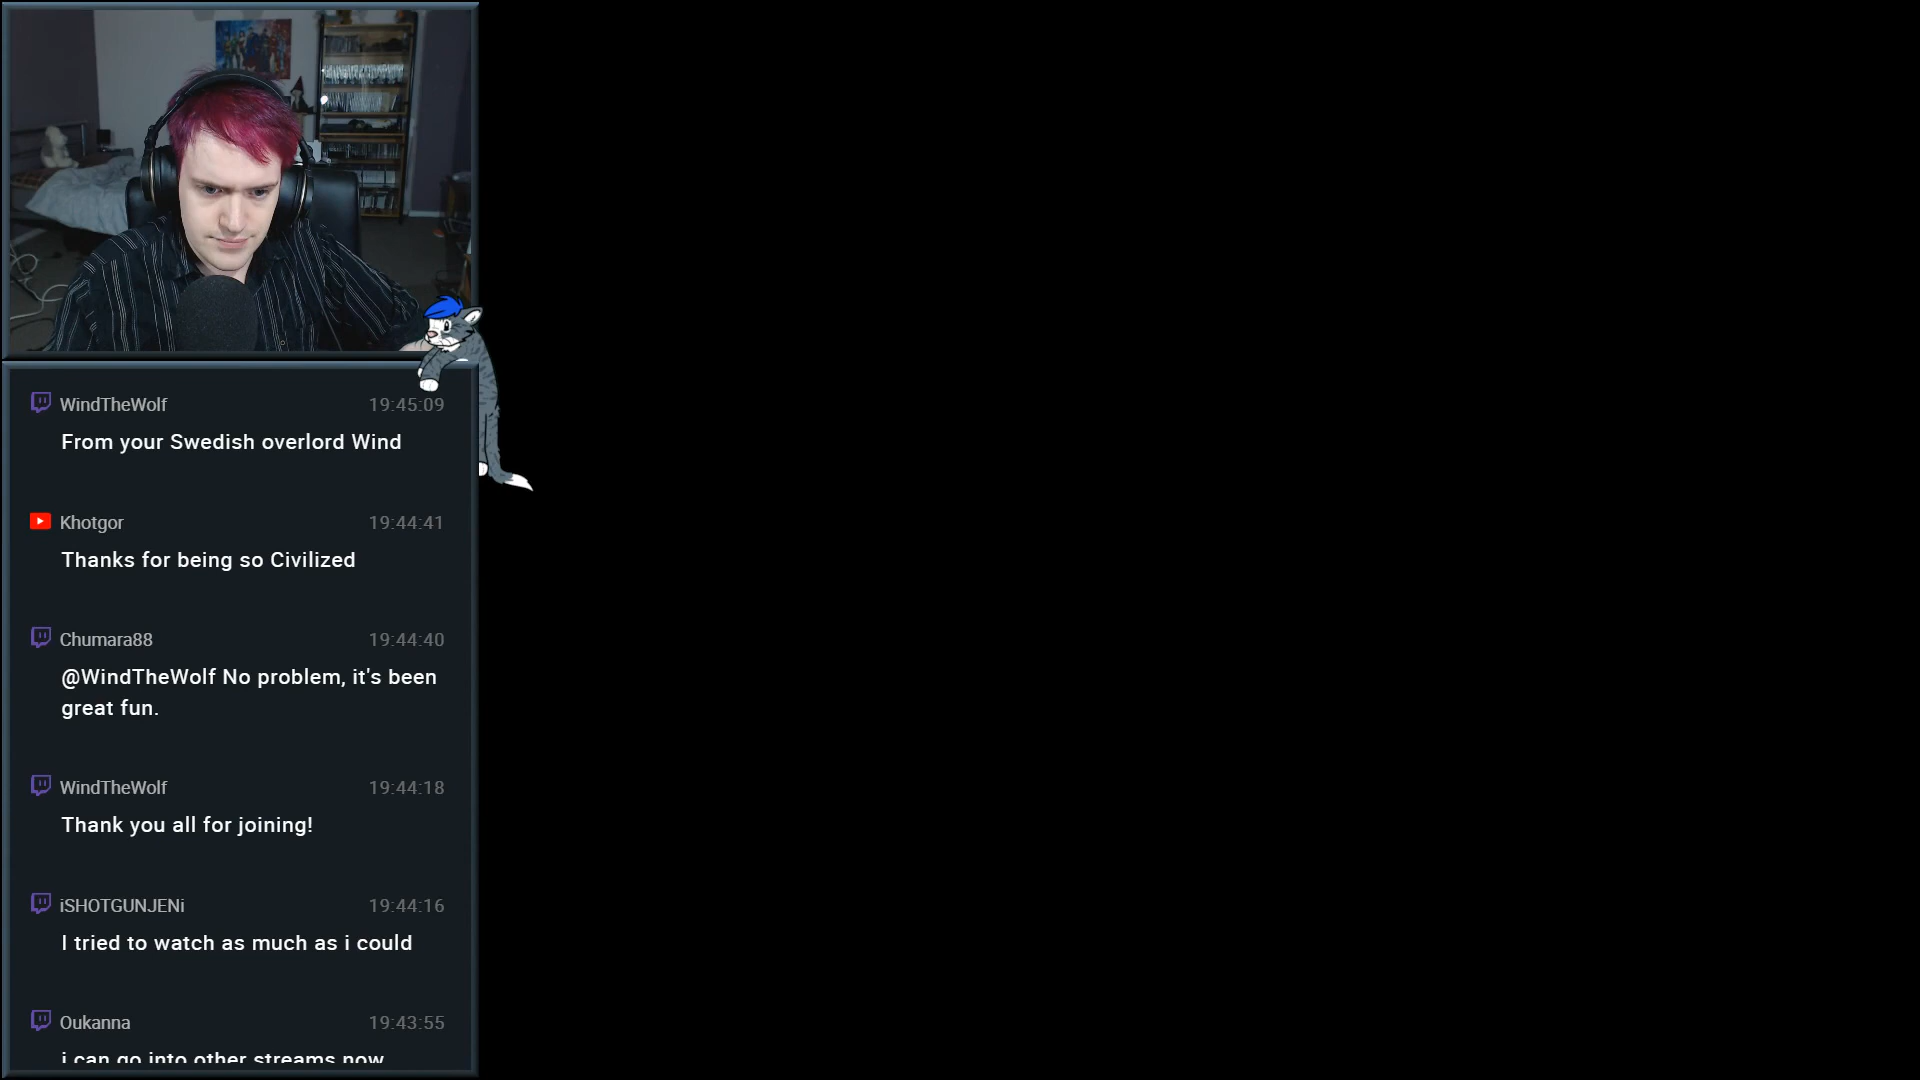 WindTheWolf 19:45:09
From your Swedish overlord Wind
Khotgor 19:44:41
Thanks for being so Civilized
Chumara88 19:44:40
@WindTheWolf No problem, it's been
great fun.
WindTheWolf 19:44:18
Thank you all for joining!
iSHOTGUNJENi 19:44:16
I tried to watch as much as i could
Oukanna 19:43:55
i can go into other streams now